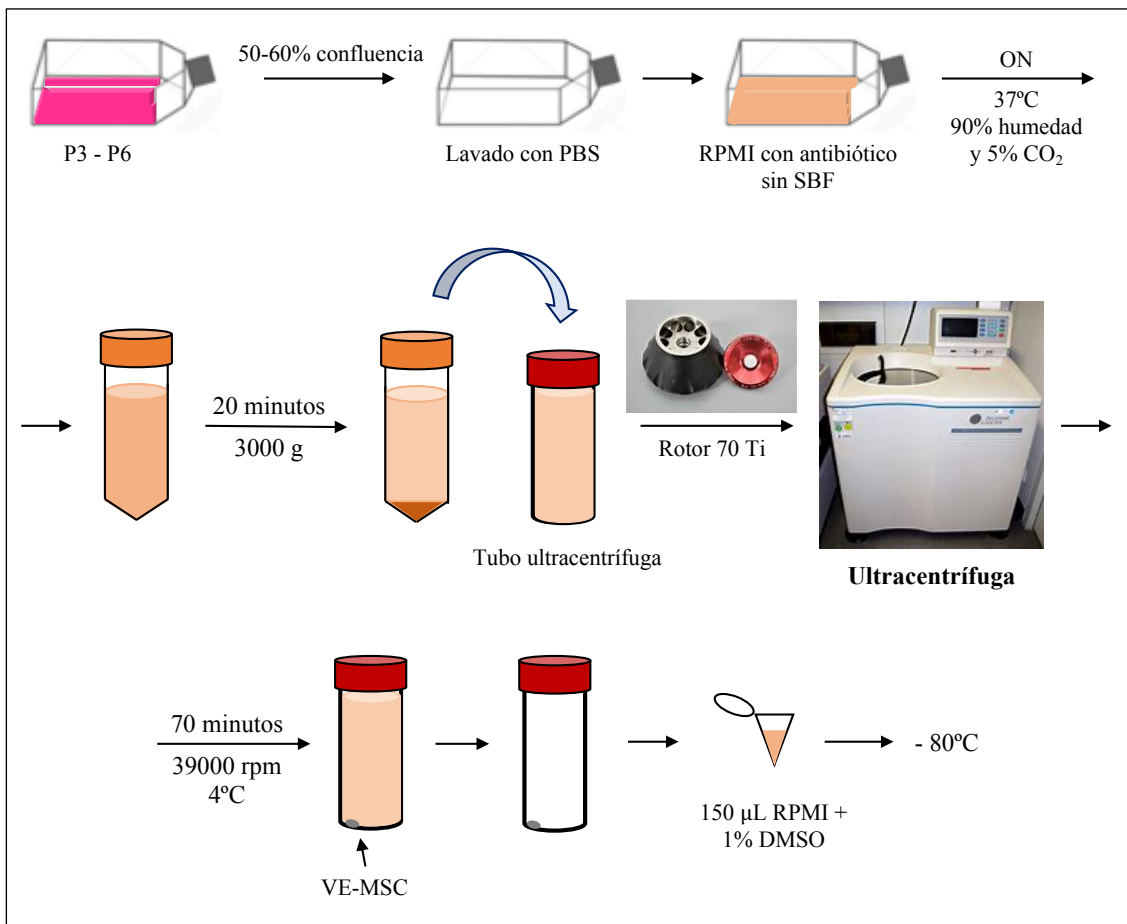 50-60% confluencia
ON
37ºC
90% humedad
y 5% CO₂
P3 - P6
Lavado con PBS
RPMI con antibiótico
sin SBF
20 minutos
3000 g
Rotor 70 Ti
Tubo ultracentrífuga
Ultracentrífuga
70 minutos
39000 rpm
4ºC
- 80ºC
150 µL RPMI +
1% DMSO
VE-MSC